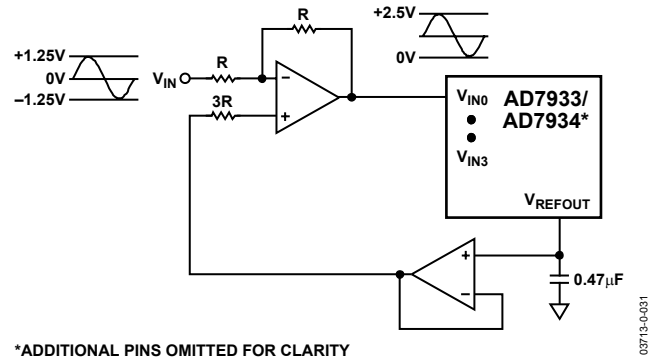 +2.5V
0V
R
+1.25V
0V
–1.25V
VIN
R
3R
–
+
VIN0
AD7933/
AD7934*
VIN3
VREFOUT
+
–
0.47µF
*ADDITIONAL PINS OMITTED FOR CLARITY
03713-0-031